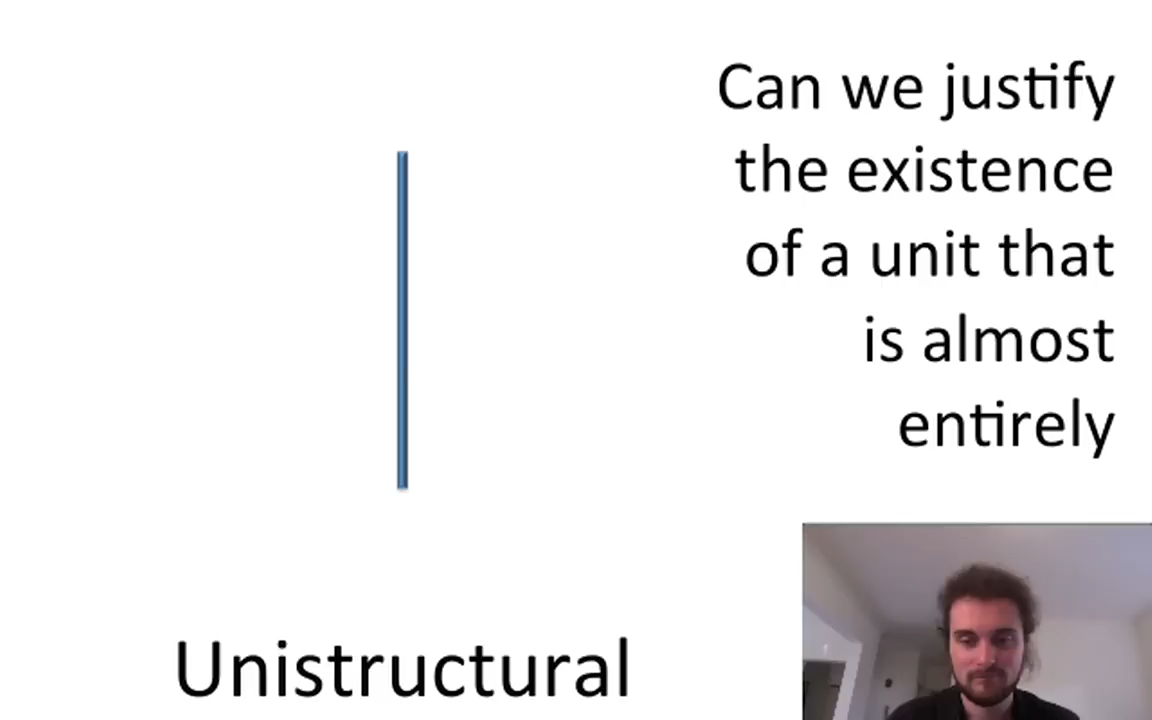 Can we justify
the existence
of a unit that
is almost
entirely
Unistructural